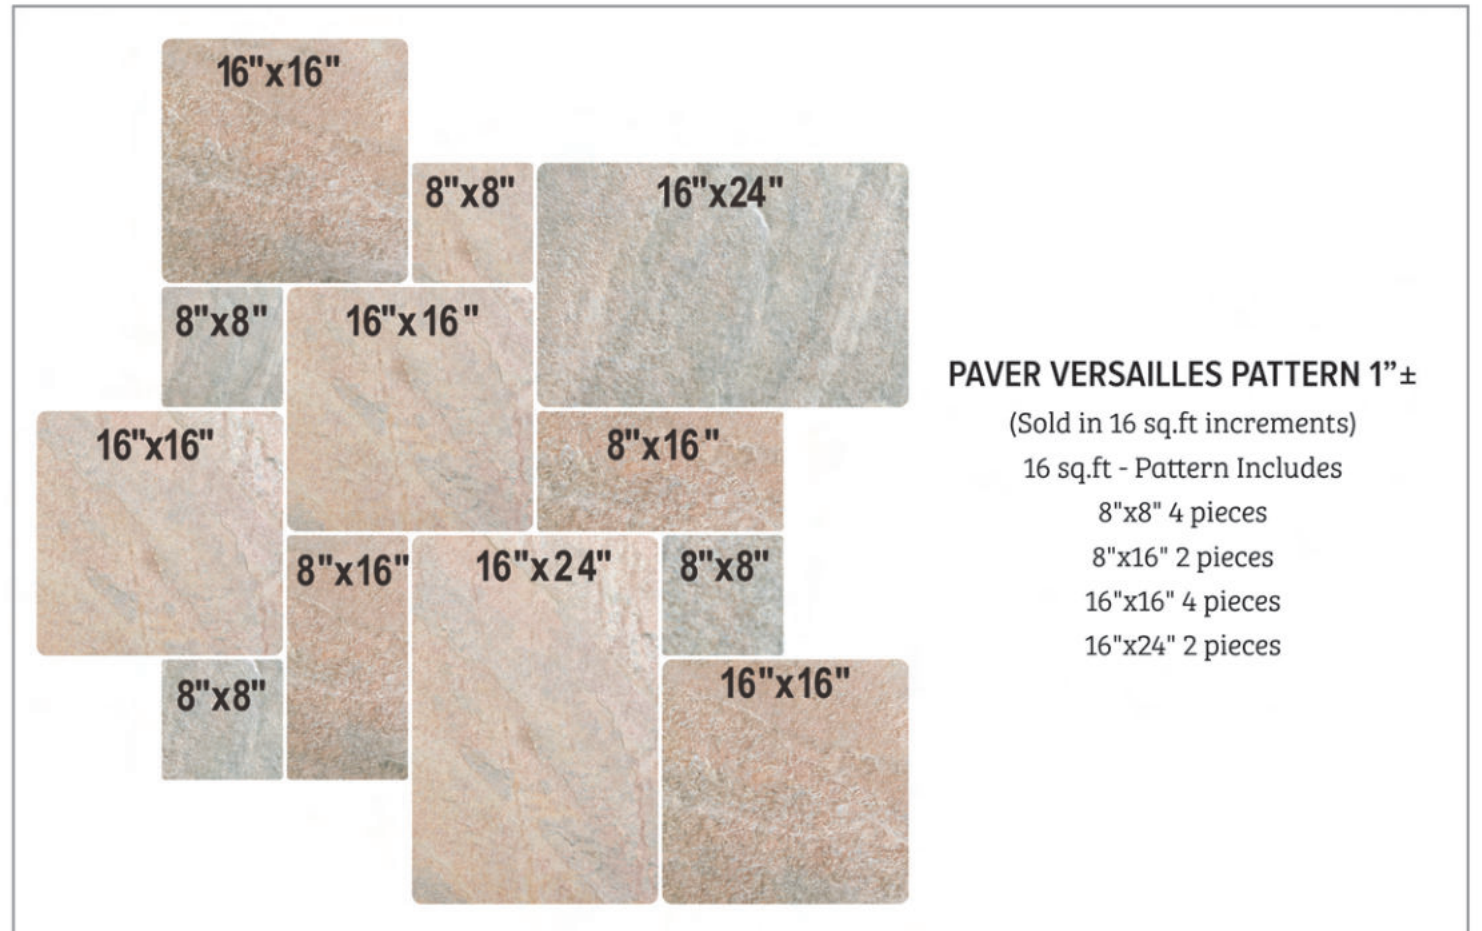 16"x16"
8"x8"
16"x24"
8"x8"
16"x16"
16"x16"
8"x16"
8"x16"
16"x24"
8"x8"
8"x8"
16"x16"
PAVER VERSAILLES PATTERN 1”±
(Sold in 16 sq.ft increments)
16 sq.ft - Pattern Includes
8"x8" 4 pieces
8"x16" 2 pieces
16"x16" 4 pieces
16"x24" 2 pieces